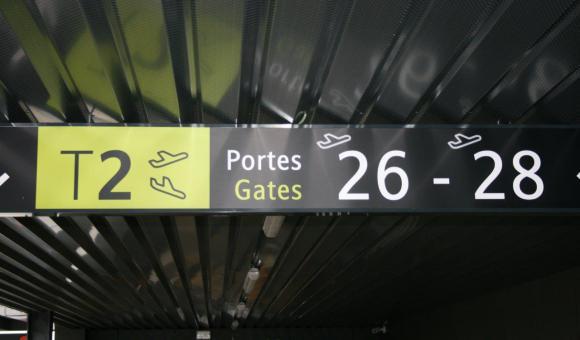 T2 Portes 26 - 28
Gates